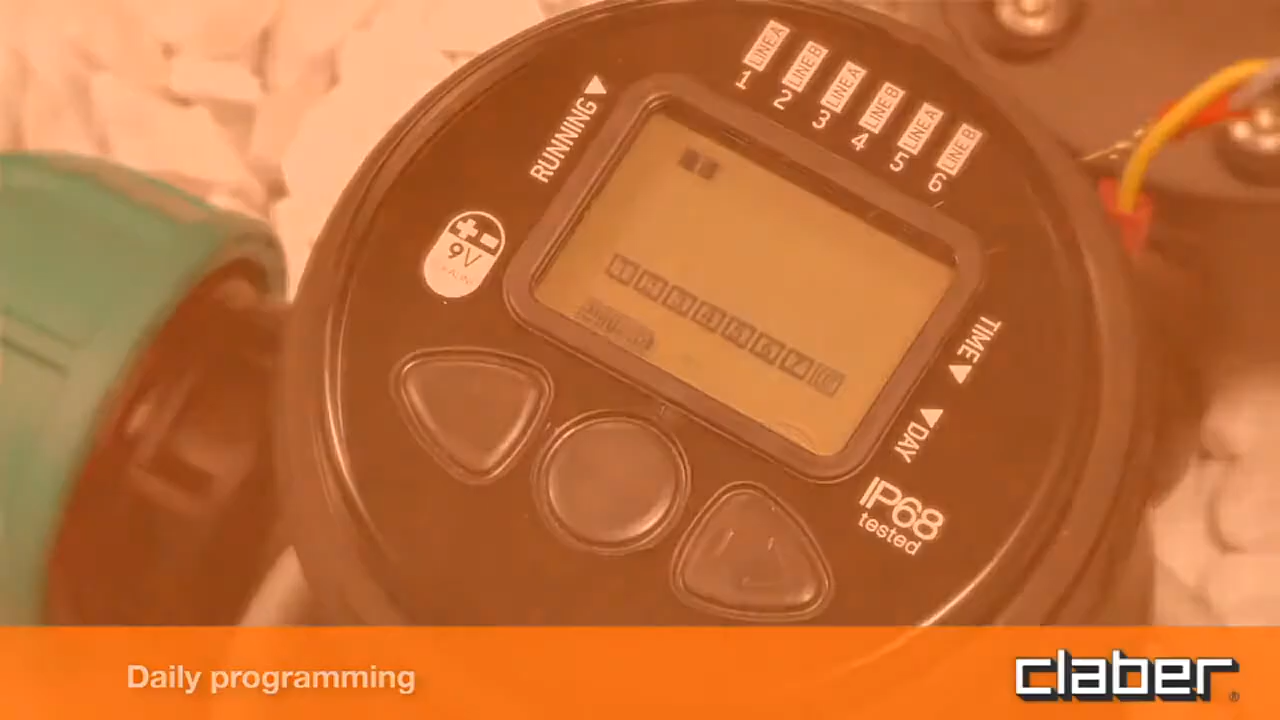 1 LINE A
2 LINE B
3 LINE A
4 LINE B
5 LINE A
6 LINE B
RUNNING
9V
TIME
DAY
IP68
tested
Daily programming
claber®